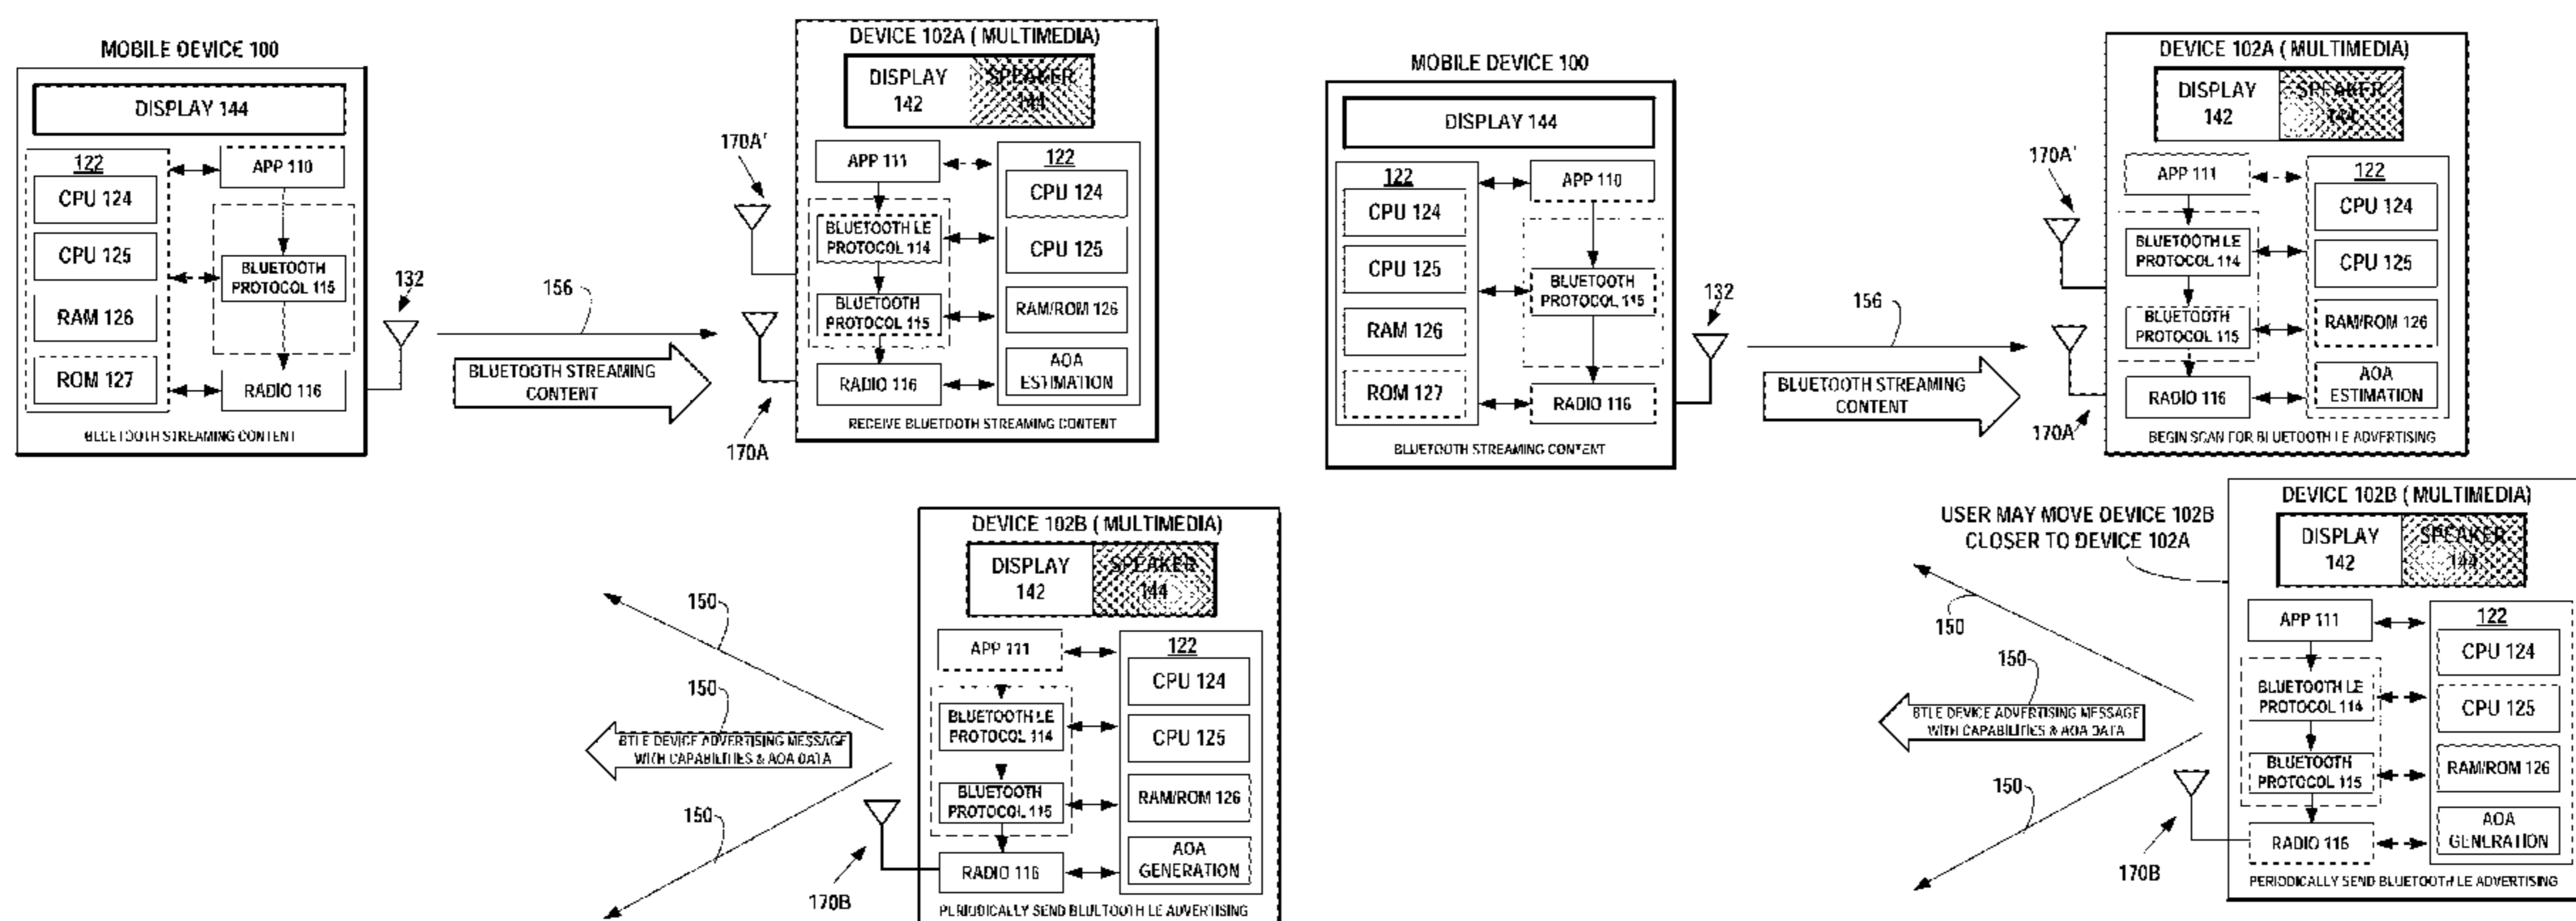 MOBILE DEVICE 100
DISPLAY 144
122
CPU 124
CPU 125
RAM 126
ROM 127
APP 110
BLUETOOTH
PROTOCOL 115
RADIO 116
BLUETOOTH STREAMING CONTENT
132
156
BLUETOOTH STREAMING
CONTENT
170A'
170A
DEVICE 102A ( MULTIMEDIA)
DISPLAY
142
SPEAKER
144
APP 111
BLUETOOTH LE
PROTOCOL 114
BLUETOOTH
PROTOCOL 115
RADIO 116
122
CPU 124
CPU 125
RAM/ROM 126
AOA
ESTIMATION
RECEIVE BLUETOOTH STREAMING CONTENT
DEVICE 102B ( MULTIMEDIA)
DISPLAY
142
SPEAKER
144
APP 111
BLUETOOTH LE
PROTOCOL 114
BLUETOOTH
PROTOCOL 115
RADIO 116
122
CPU 124
CPU 125
RAM/ROM 126
AOA
GENERATION
PERIODICALLY SEND BLUETOOTH LE ADVERTISING
150
150
BTLE DEVICE ADVERTISING MESSAGE
WITH CAPABILITIES & AOA DATA
150
170B
MOBILE DEVICE 100
DISPLAY 144
122
CPU 124
CPU 125
RAM 126
ROM 127
APP 110
BLUETOOTH
PROTOCOL 115
RADIO 116
BLUETOOTH STREAMING CONTENT
132
156
BLUETOOTH STREAMING
CONTENT
170A'
170A
DEVICE 102A ( MULTIMEDIA)
DISPLAY
142
SPEAKER
144
APP 111
BLUETOOTH LE
PROTOCOL 114
BLUETOOTH
PROTOCOL 115
RADIO 116
122
CPU 124
CPU 125
RAM/ROM 126
AOA
ESTIMATION
BEGIN SCAN FOR BLUETOOTH LE ADVERTISING
USER MAY MOVE DEVICE 102B
CLOSER TO DEVICE 102A
DEVICE 102B ( MULTIMEDIA)
DISPLAY
142
SPEAKER
144
APP 111
BLUETOOTH LE
PROTOCOL 114
BLUETOOTH
PROTOCOL 115
RADIO 116
122
CPU 124
CPU 125
RAM/ROM 126
AOA
GENERATION
PERIODICALLY SEND BLUETOOTH LE ADVERTISING
150
150
BTLE DEVICE ADVERTISING MESSAGE
WITH CAPABILITIES & AOA DATA
150
170B